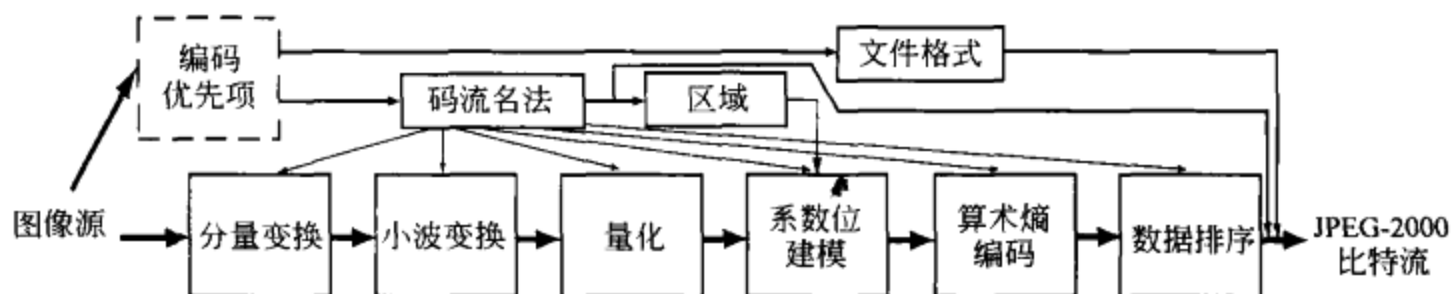 编码
优先项
文件格式
码流名法
区域
图像源
分量变换
小波变换
量化
系数位
建模
算术熵
编码
数据排序
JPEG-2000
比特流